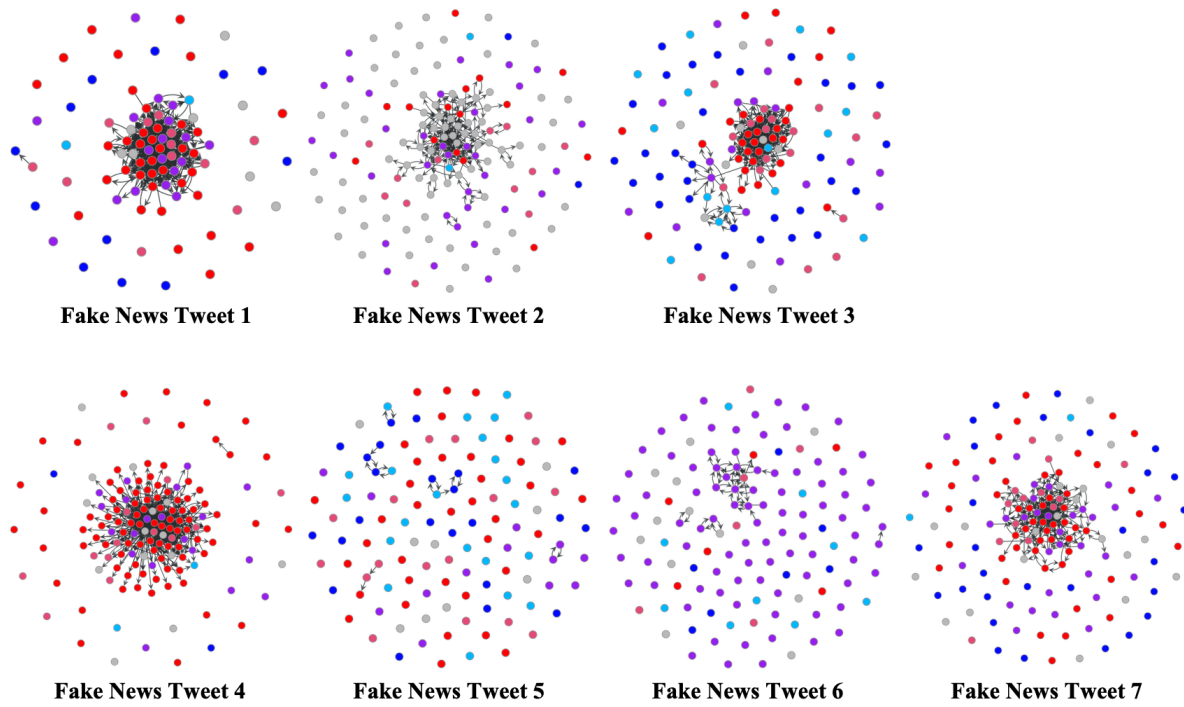 Fake News Tweet 1
Fake News Tweet 2
Fake News Tweet 3
Fake News Tweet 4
Fake News Tweet 5
Fake News Tweet 6
Fake News Tweet 7